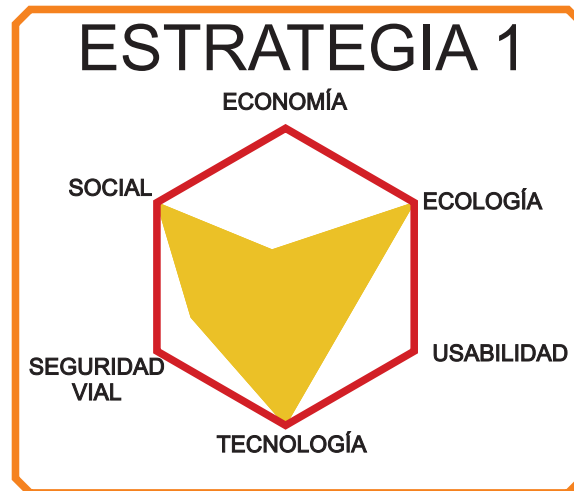 ESTRATEGIA 1
ECONOMÍA
SOCIAL
ECOLOGÍA
SEGURIDAD
VIAL
USABILIDAD
TECNOLOGÍA